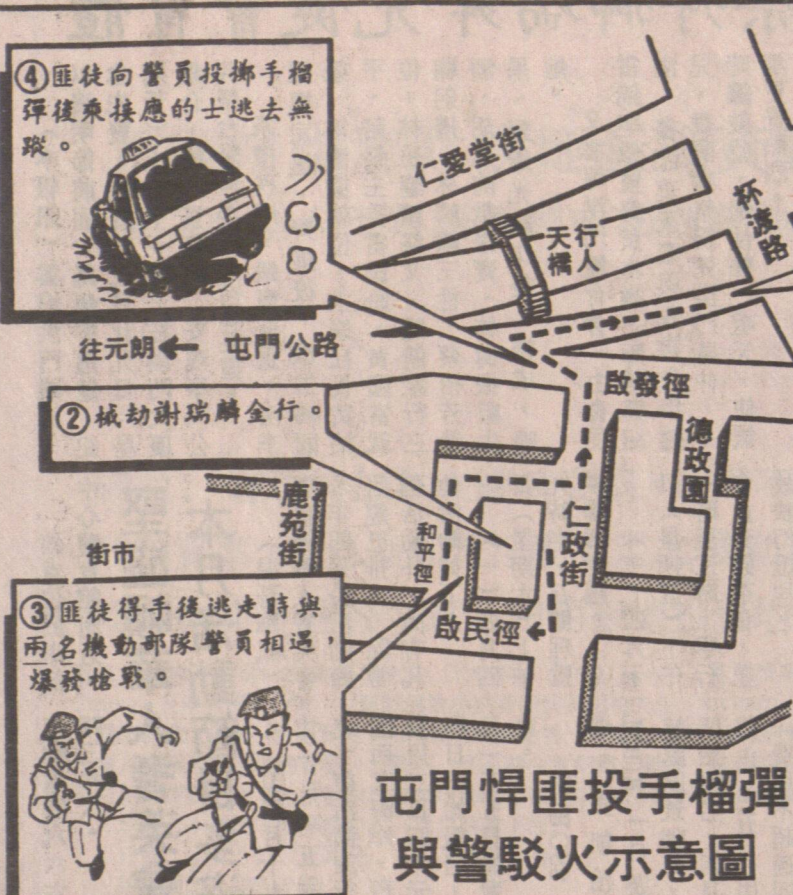 ④匪徒向警員投擲手榴
彈後乘接應的士逃去無
蹤。
仁愛堂街
杯渡路
行人
天橋
往元朗 ← 屯門公路
啟發徑
②械劫謝瑞麟金行。
德政圍
鹿苑街
和平徑
仁政街
街市
啟民徑
③匪徒得手後逃走時與
兩名機動部隊警員相遇，
爆發槍戰。
屯門悍匪投手榴彈
與警駁火示意圖